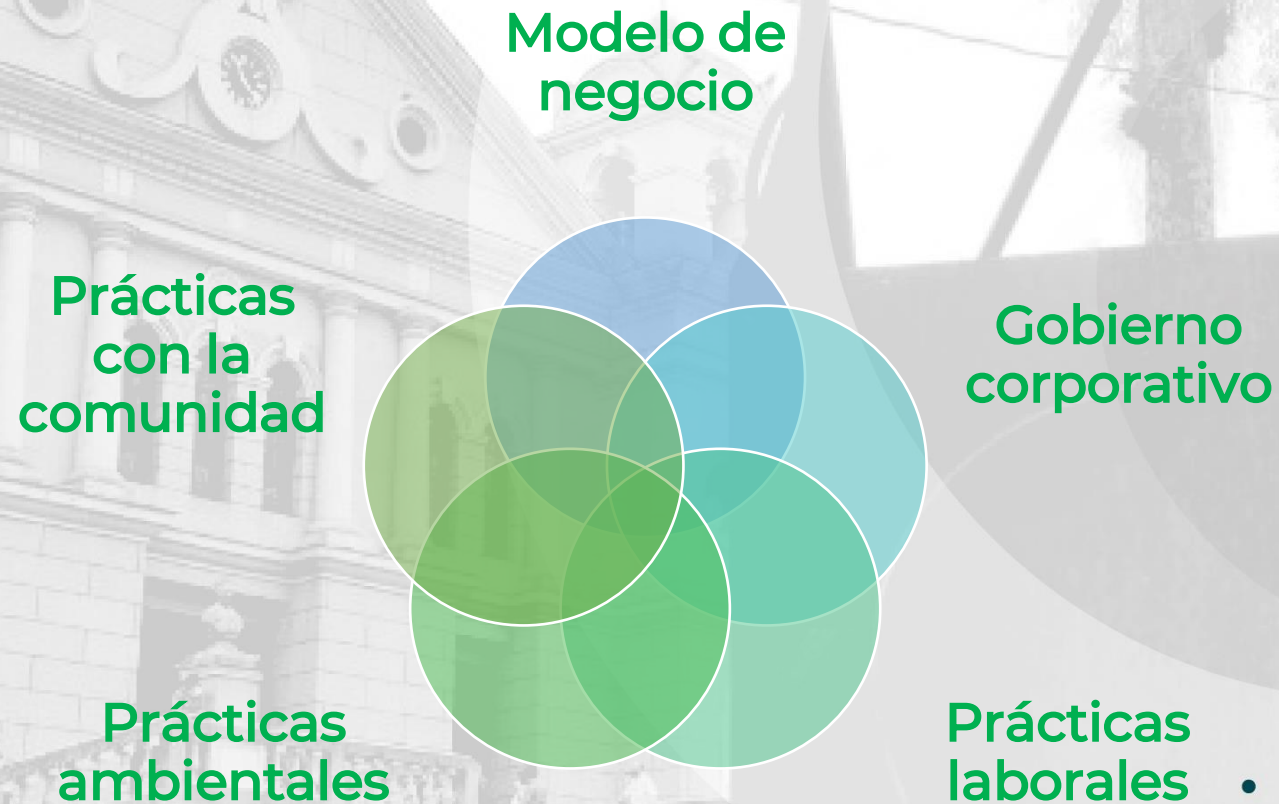 Modelo de
negocio
Gobierno
corporativo
Prácticas
laborales
Prácticas
ambientales
Prácticas
con la
comunidad